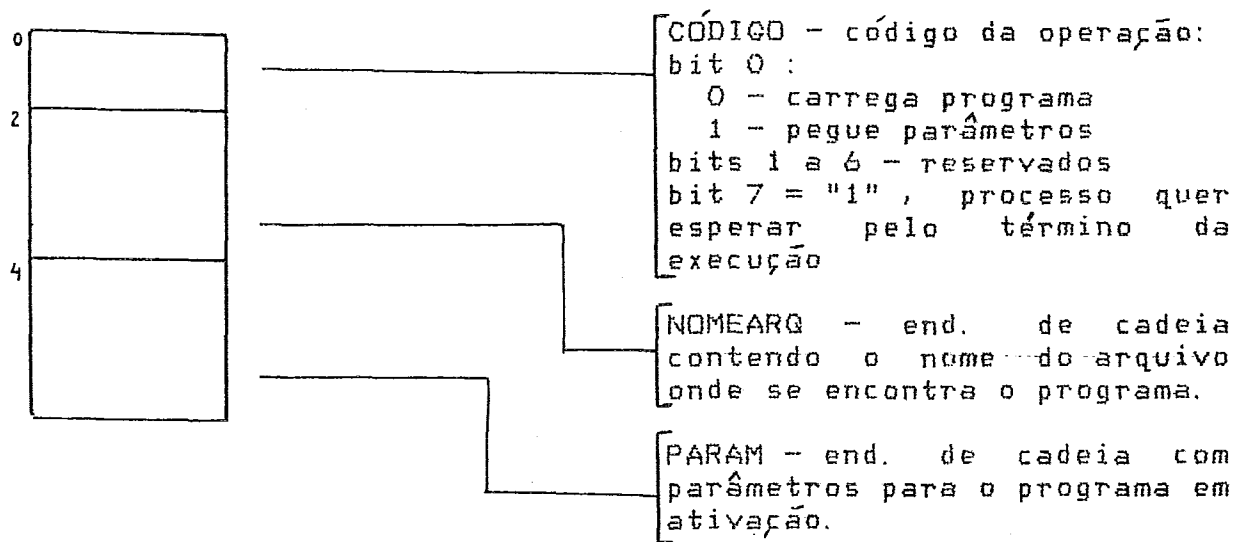 0
2
4
CÓDIGO - código da operação:
bit 0 :
0 - carrega programa
1 - pegue parâmetros
bits 1 a 6 - reservados
bit 7 = "1" , processo quer
esperar pelo término da
execução
NOMEARQ - end. de cadeia
contendo o nome do arquivo
onde se encontra o programa.
PARAM - end. de cadeia com
parâmetros para o programa em
ativação.